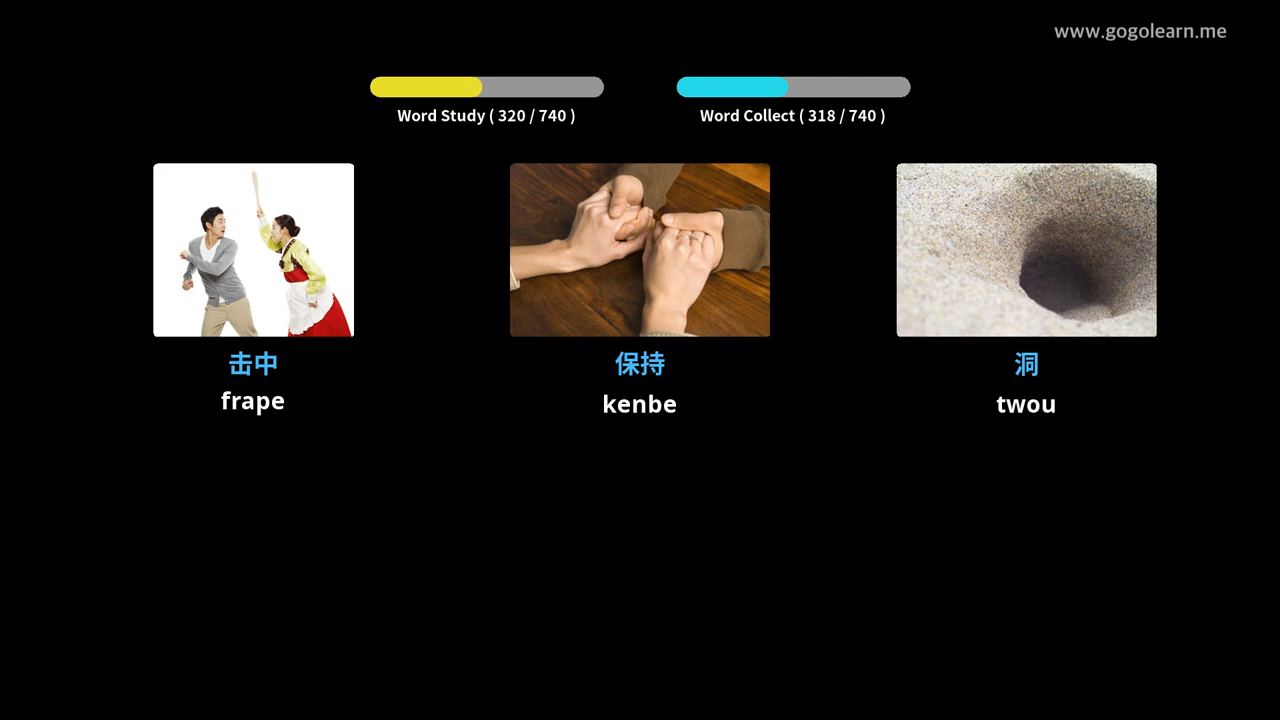 www.gogolearn.me
Word Study ( 320 / 740 )
Word Collect ( 318 / 740 )
击中
frape
保持
kenbe
洞
twou